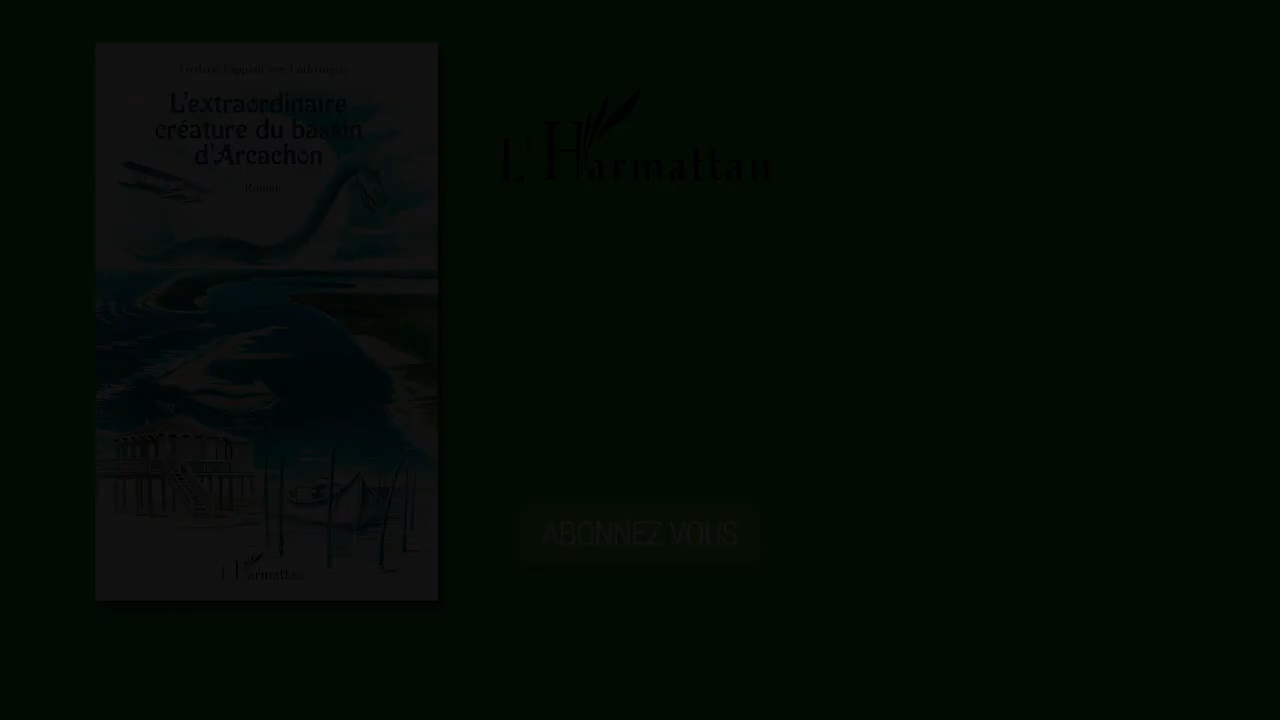 L'extraordinaire
créature du bassin
d'Arcachon
Roman
L'Harmattan
L'Harmattan
ABONNEZ VOUS